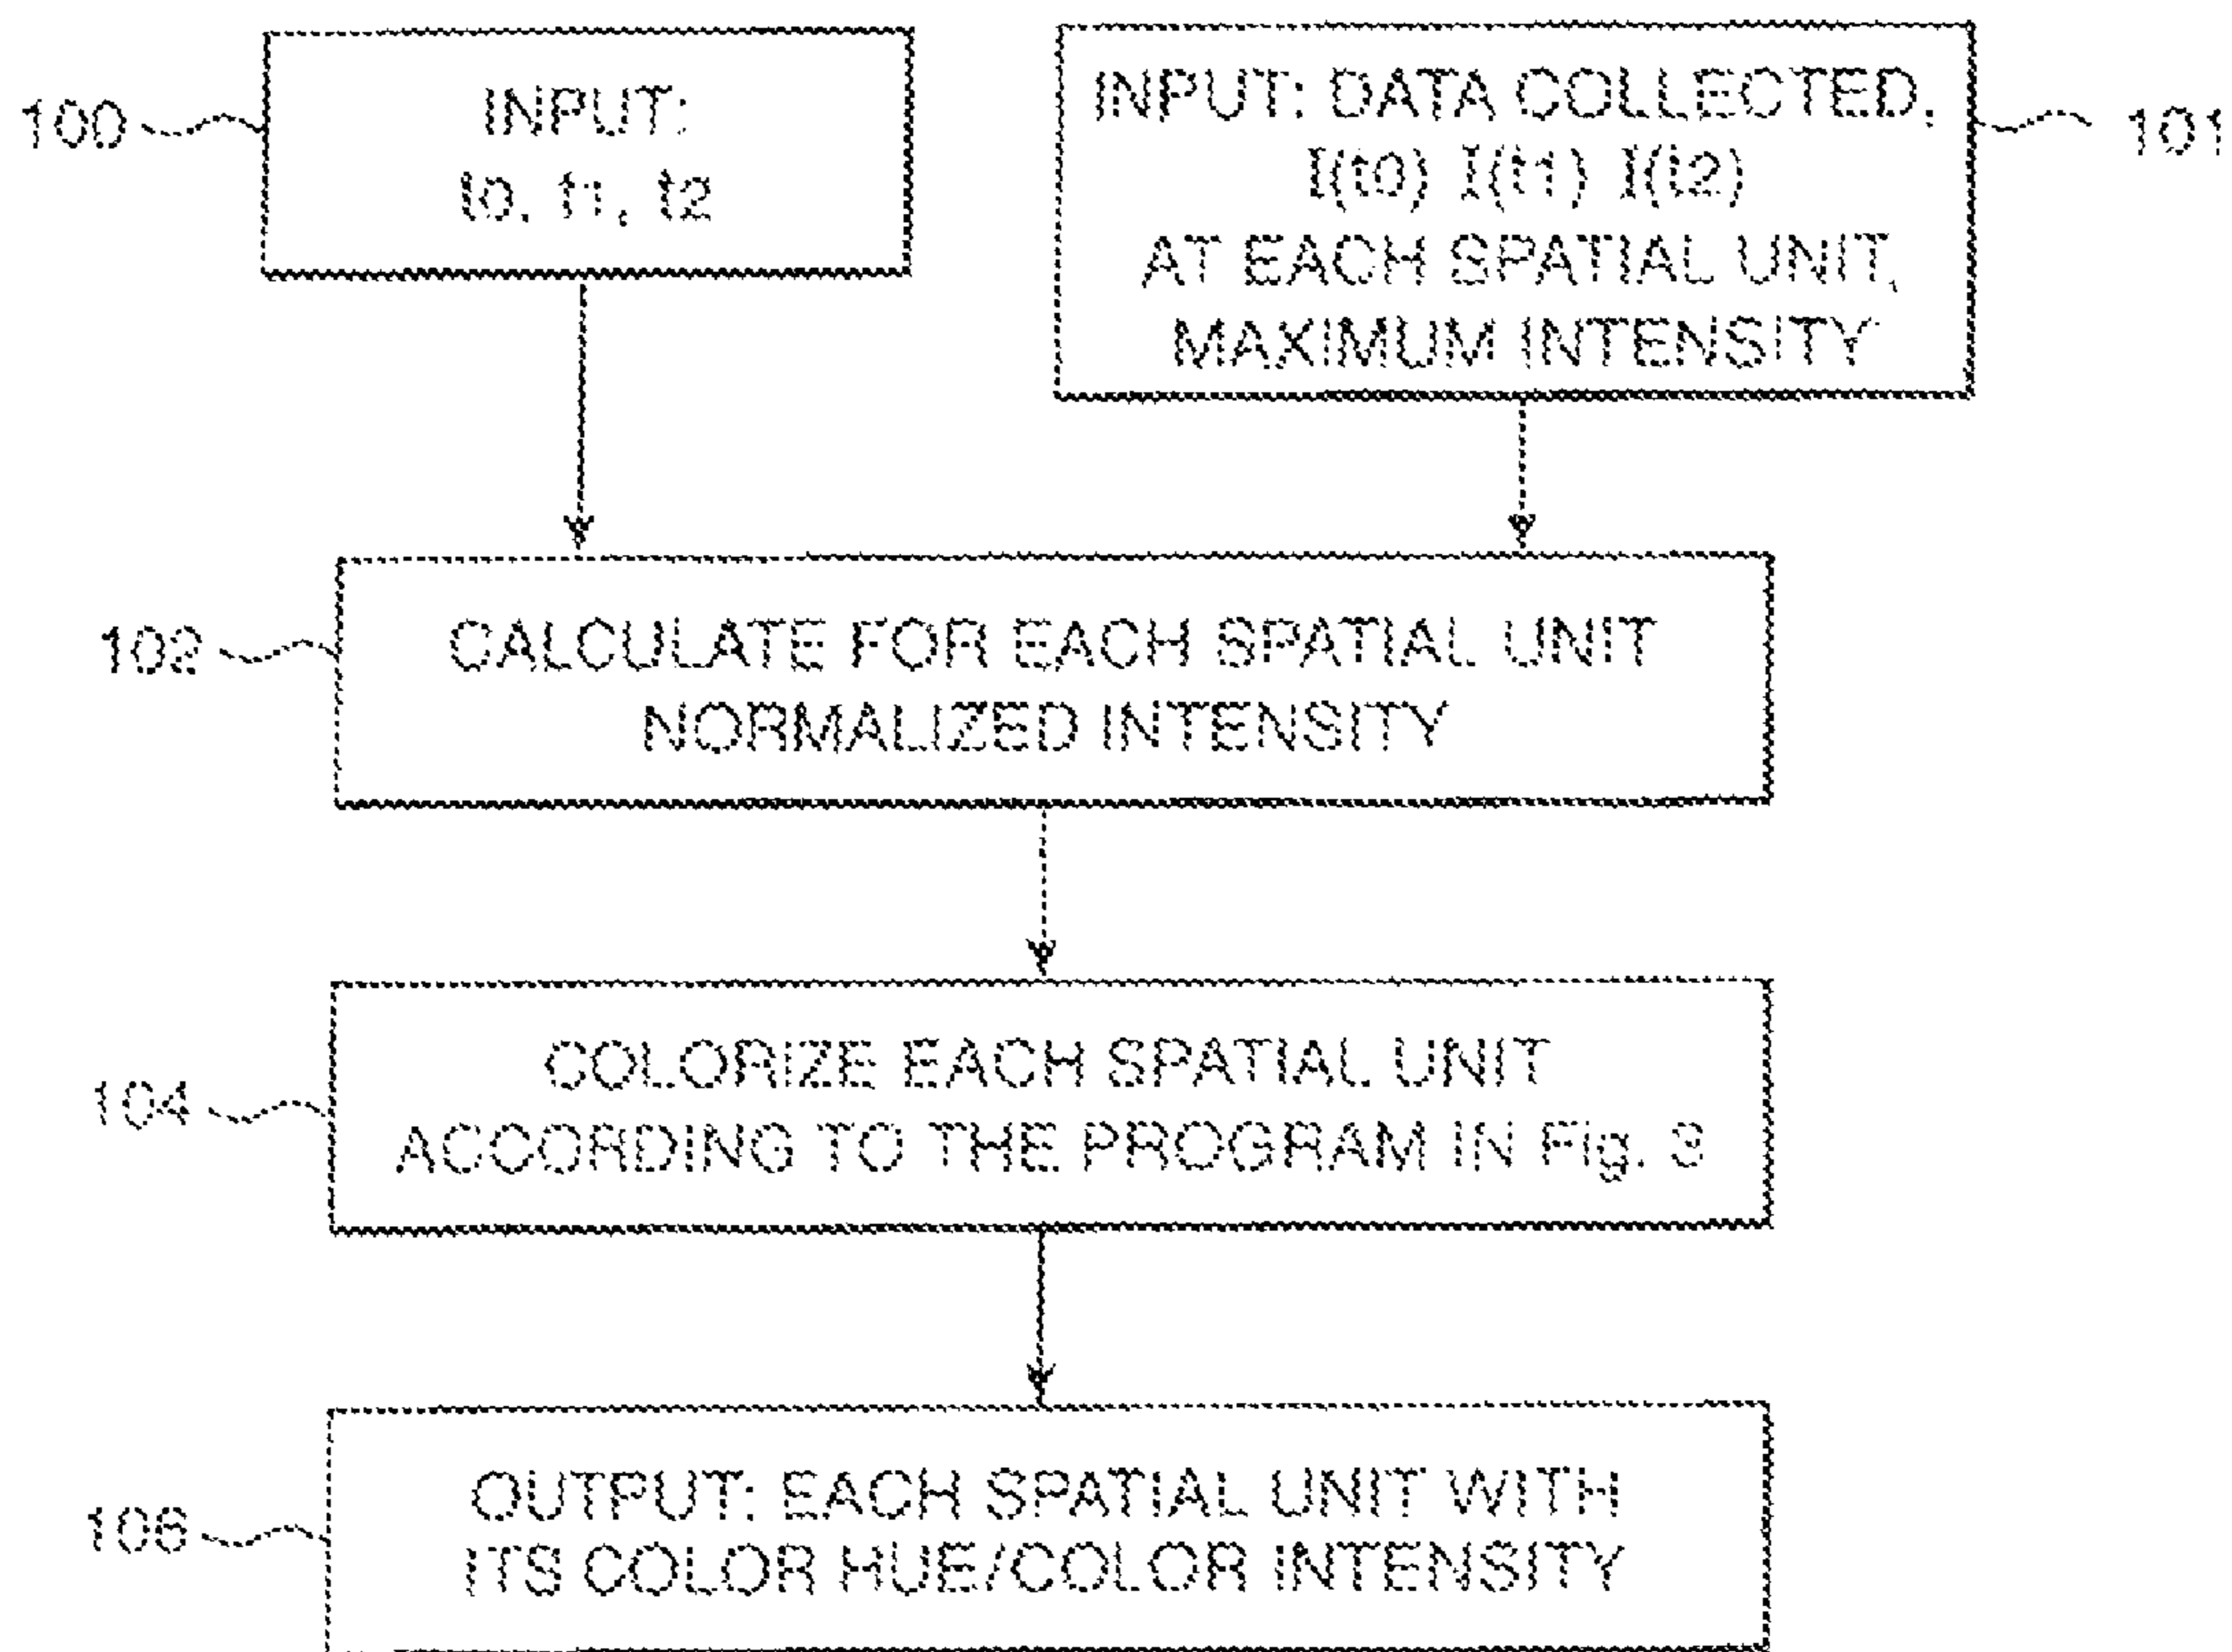 100
INPUT:
t0, t1, t2
INPUT: DATA COLLECTED,
I(t0) I(t1) I(t2)
AT EACH SPATIAL UNIT,
MAXIMUM INTENSITY
101
102
CALCULATE FOR EACH SPATIAL UNIT
NORMALIZED INTENSITY
104
COLORIZE EACH SPATIAL UNIT
ACCORDING TO THE PROGRAM IN Fig. 3
106
OUTPUT: EACH SPATIAL UNIT WITH
ITS COLOR HUE/COLOR INTENSITY